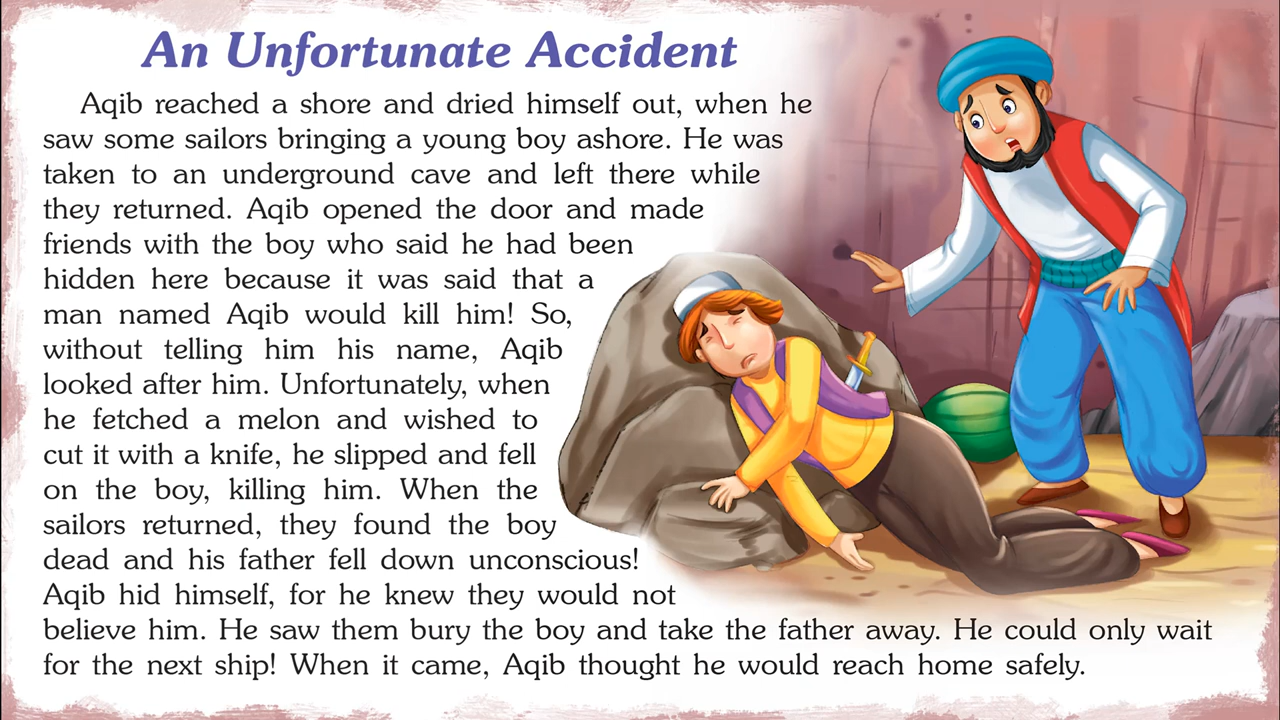 An Unfortunate Accident
Aqib reached a shore and dried himself out, when he
saw some sailors bringing a young boy ashore. He was
taken to an underground cave and left there while
they returned. Aqib opened the door and made
friends with the boy who said he had been
hidden here because it was said that a
man named Aqib would kill him! So,
without telling him his name, Aqib
looked after him. Unfortunately, when
he fetched a melon and wished to
cut it with a knife, he slipped and fell
on the boy, killing him. When the
sailors returned, they found the boy
dead and his father fell down unconscious!
Aqib hid himself, for he knew they would not
believe him. He saw them bury the boy and take the father away. He could only wait
for the next ship! When it came, Aqib thought he would reach home safely.